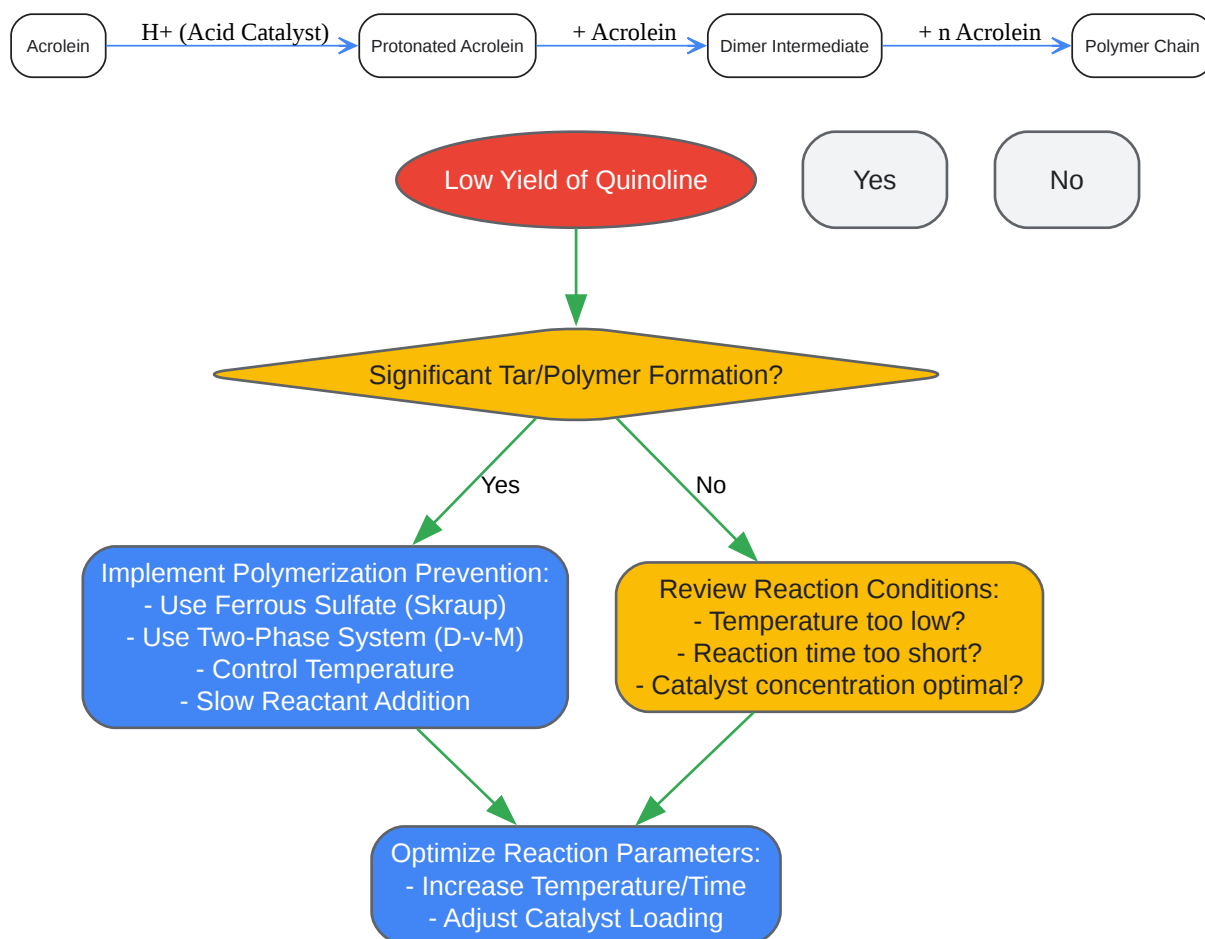 Acrolein
H+ (Acid Catalyst)
Protonated Acrolein
+ Acrolein
Dimer Intermediate
+ n Acrolein
Polymer Chain
Low Yield of Quinoline
Yes
No
Significant Tar/Polymer Formation?
Yes
No
Implement Polymerization Prevention:
- Use Ferrous Sulfate (Skraup)
- Use Two-Phase System (D-v-M)
- Control Temperature
- Slow Reactant Addition
Review Reaction Conditions:
- Temperature too low?
- Reaction time too short?
- Catalyst concentration optimal?
Optimize Reaction Parameters:
- Increase Temperature/Time
- Adjust Catalyst Loading